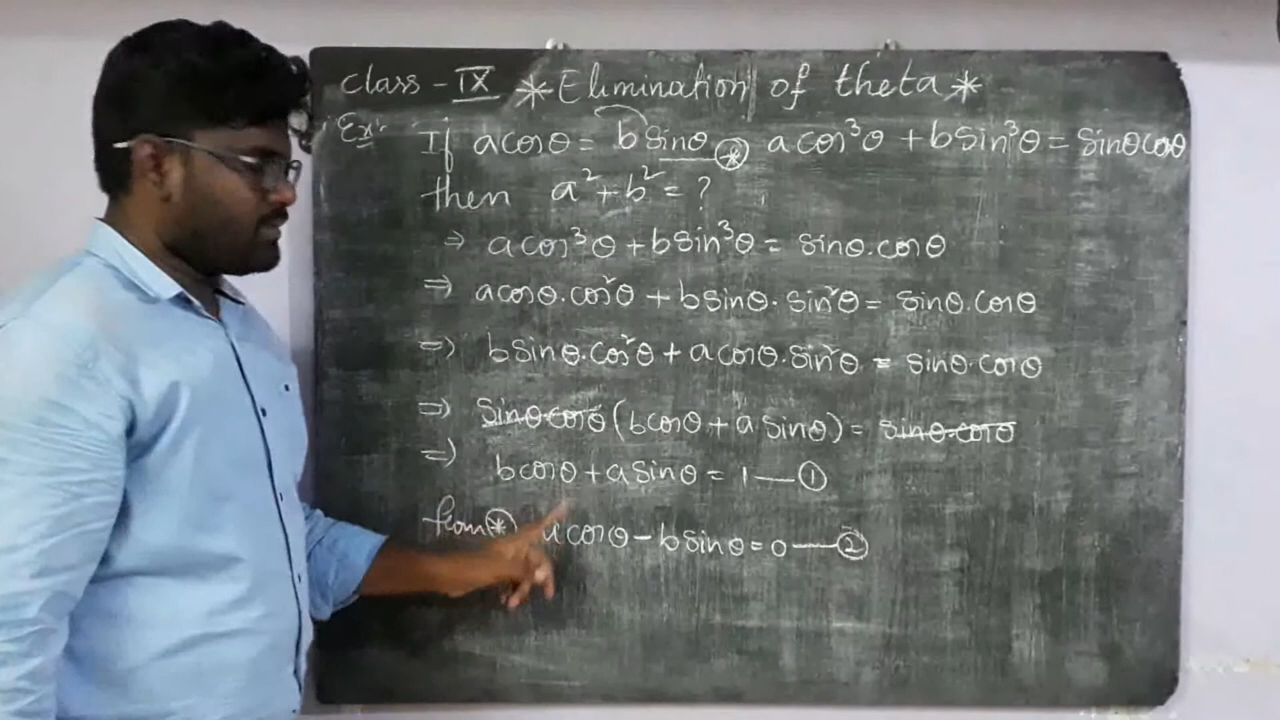 Class - IX * Elimination of theta *
Ex: If acosθ = bsinθ (*) acos³θ + bsin³θ = sinθcosθ
then a² + b² = ?
⇒ acos³θ + bsin³θ = sinθ.cosθ
⇒ acosθ.cos²θ + bsinθ.sin²θ = sinθ.cosθ
⇒ bsinθ.cos²θ + acosθ.sin²θ = sinθ.cosθ
⇒ sinθcosθ(bcosθ + asinθ) = sinθ.cosθ
⇒ bcosθ + asinθ = 1 — ①
from (*) acosθ - bsinθ = 0 — ②